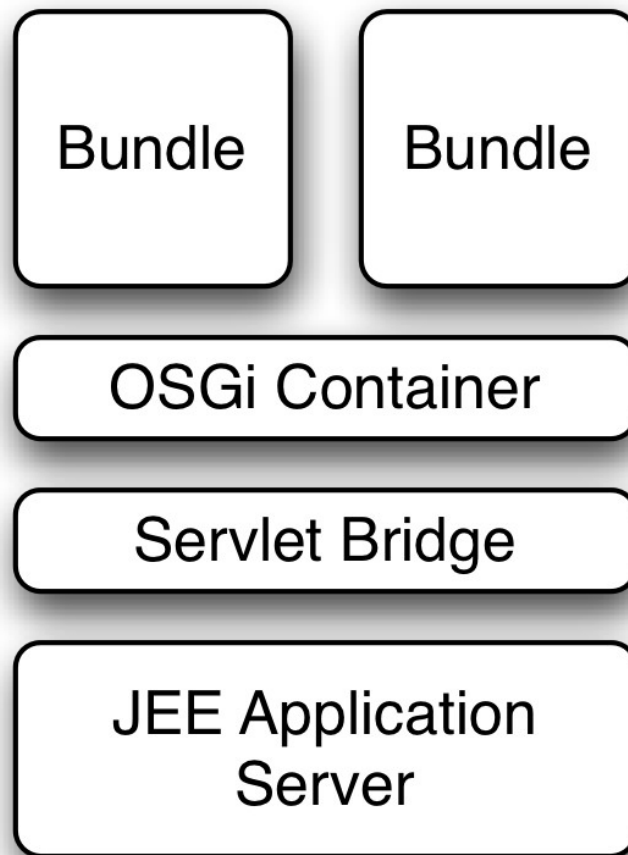 Bundle
Bundle
OSGi Container
Servlet Bridge
JEE Application
Server